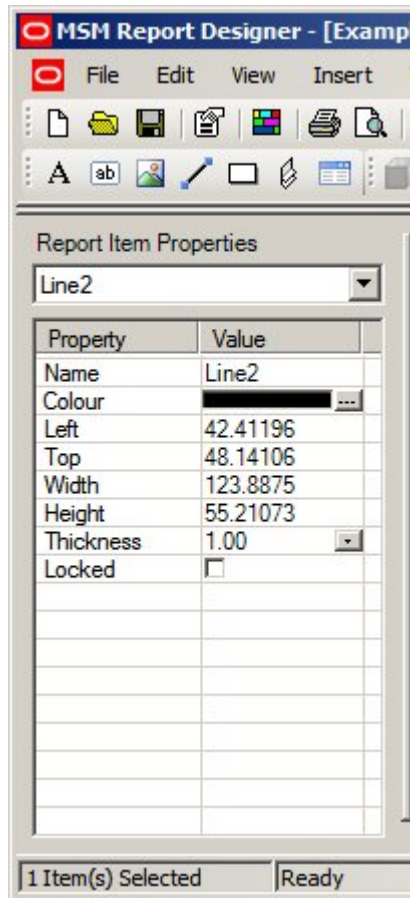 MSM Report Designer - [Examp
File Edit View Insert
A ab
Report Item Properties
Line2
Property Value
Name Line2
Colour ...
Left 42.41196
Top 48.14106
Width 123.8875
Height 55.21073
Thickness 1.00
Locked
1 Item(s) Selected Ready